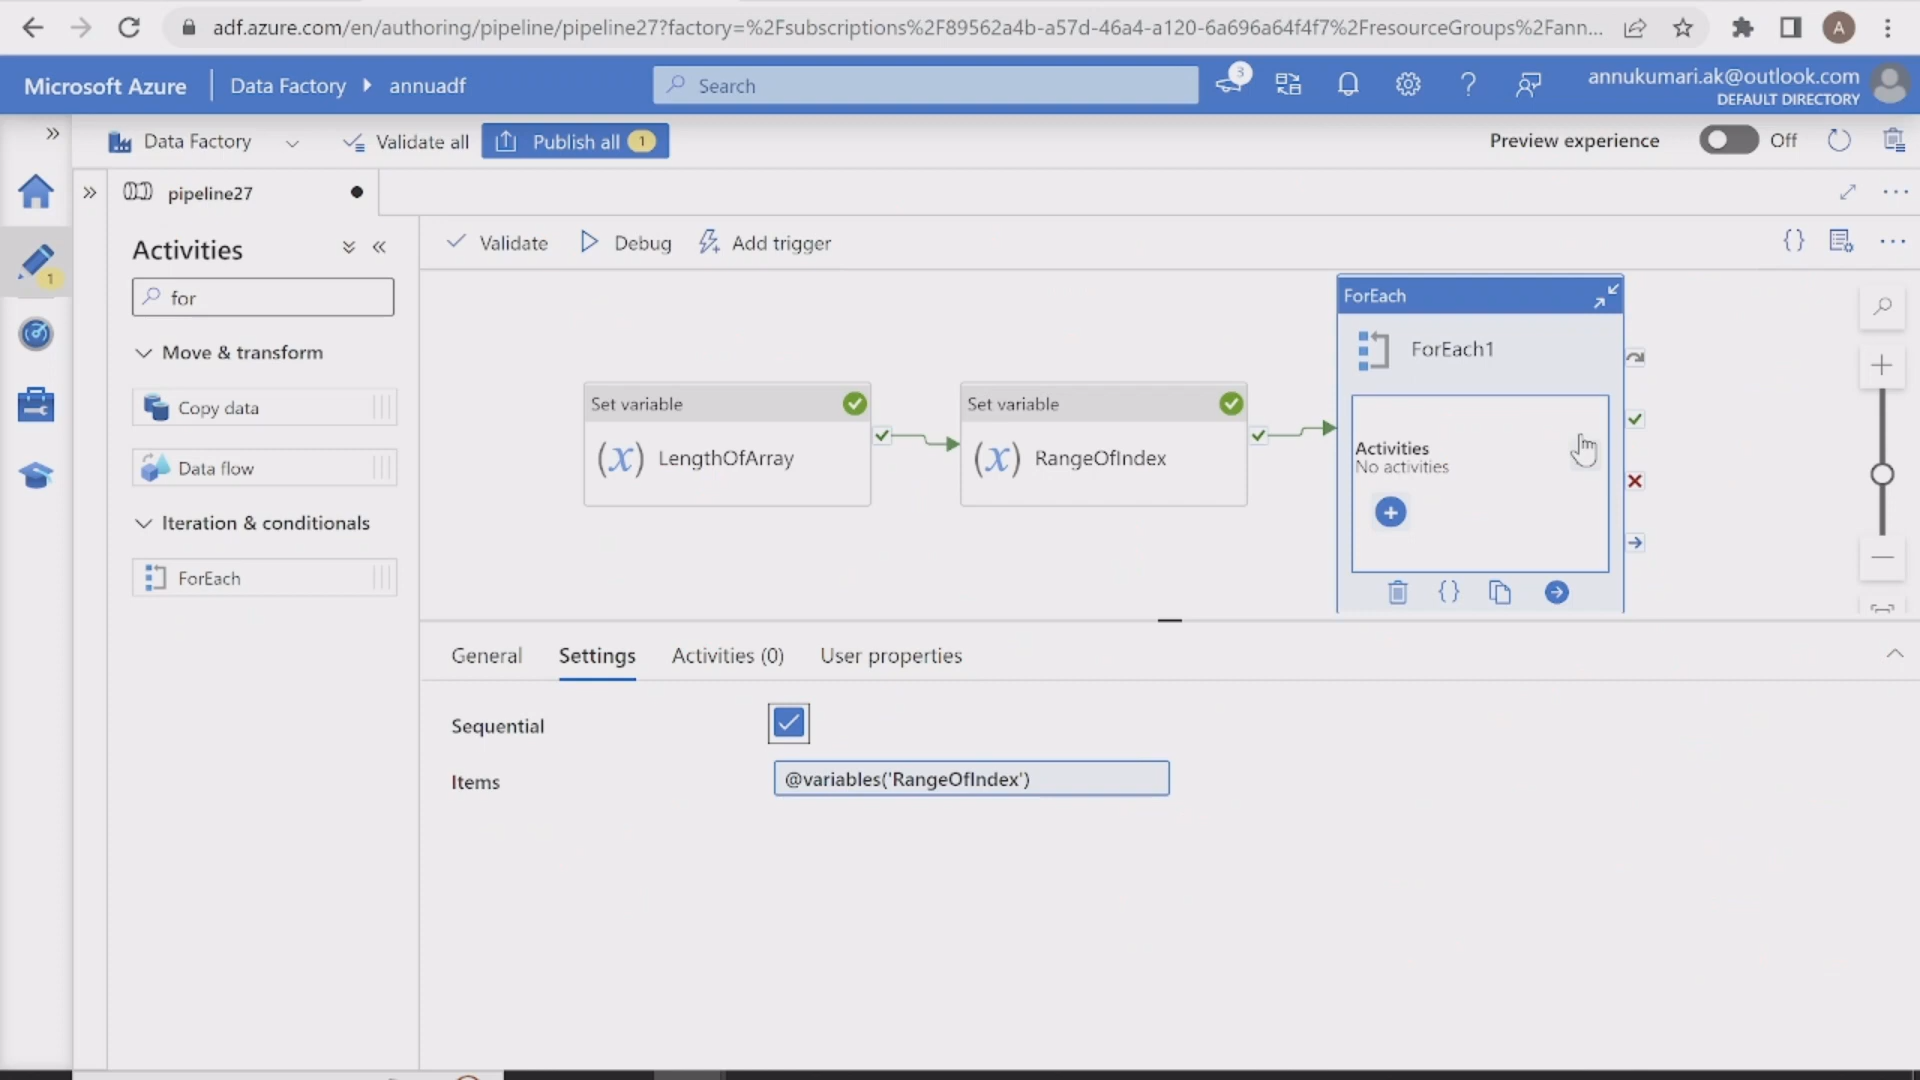 adf.azure.com/en/authoring/pipeline/pipeline27?factory=%2Fsubscriptions%2F89562a4b-a57d-46a4-a120-6a696a64f4f7%2FresourceGroups%2Fann...
A
Microsoft Azure
Data Factory
annuadf
Search
3
annukumari.ak@outlook.com
DEFAULT DIRECTORY
Data Factory
Validate all
Publish all
1
Preview experience
Off
pipeline27
1
Activities
for
Move & transform
Copy data
Data flow
Iteration & conditionals
ForEach
Validate
Debug
Add trigger
Set variable
(x)
LengthOfArray
Set variable
(x)
RangeOfIndex
ForEach
ForEach1
Activities
No activities
General
Settings
Activities (0)
User properties
Sequential
Items
@variables('RangeOfIndex')